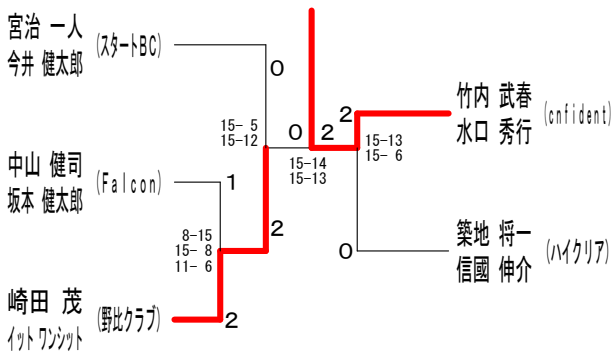 宮治 一人
今井 健太郎
(スタートBC)
0
15- 5
15-12
中山 健司
坂本 健太郎
(Falcon)
1
8-15
15- 8
11- 6
2
崎田 茂
イット ワンシット
(野比クラブ)
2
0
2
15-14
15-13
2
15-13
15- 6
竹内 武春
水口 秀行
(cnfident)
0
築地 将一
信國 伸介
(ハイクリア)